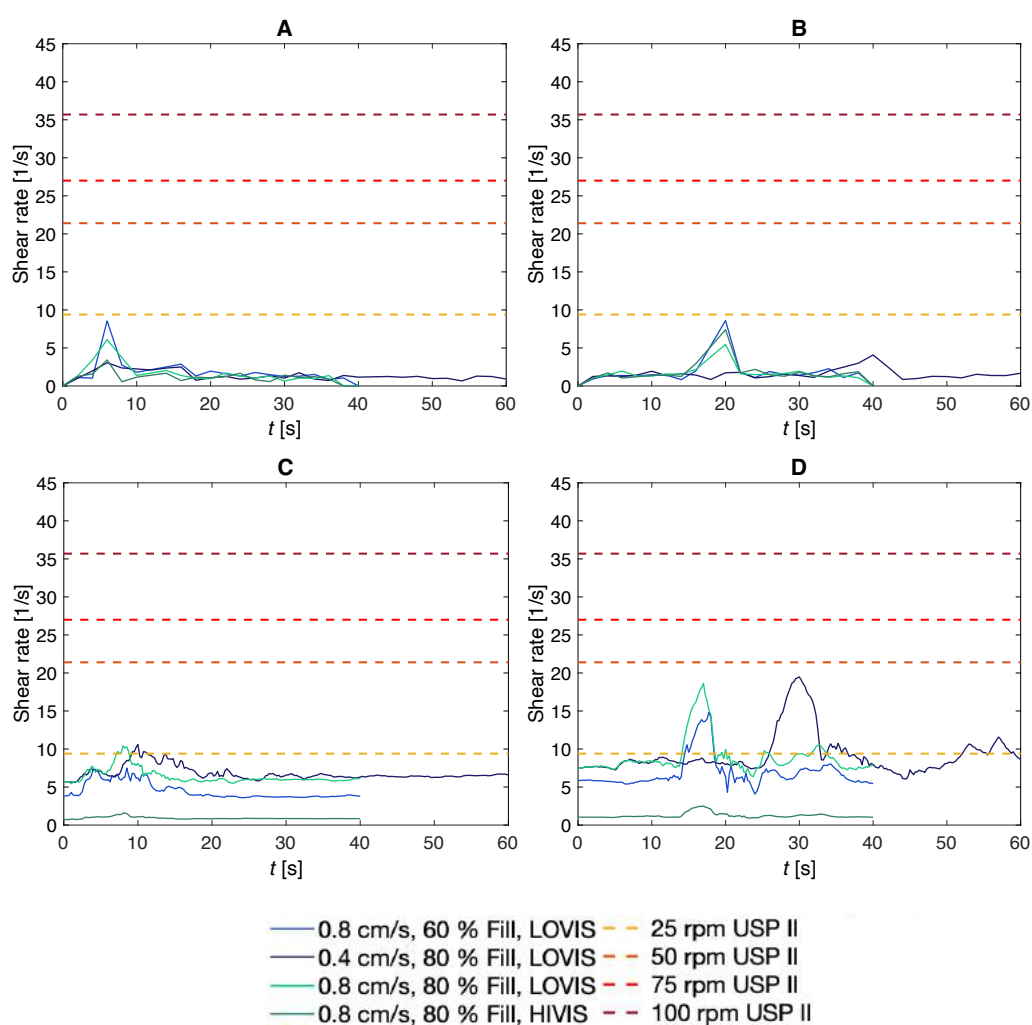 A
45
40
35
30
25
20
15
10
5
0
Shear rate [1/s]
0 10 20 30 40 50 60
t [s]
B
45
40
35
30
25
20
15
10
5
0
Shear rate [1/s]
0 10 20 30 40 50 60
t [s]
C
45
40
35
30
25
20
15
10
5
0
Shear rate [1/s]
0 10 20 30 40 50 60
t [s]
D
45
40
35
30
25
20
15
10
5
0
Shear rate [1/s]
0 10 20 30 40 50 60
t [s]
0.8 cm/s, 60 % Fill, LOVIS 25 rpm USP II
0.4 cm/s, 80 % Fill, LOVIS 50 rpm USP II
0.8 cm/s, 80 % Fill, LOVIS 75 rpm USP II
0.8 cm/s, 80 % Fill, HIVIS 100 rpm USP II